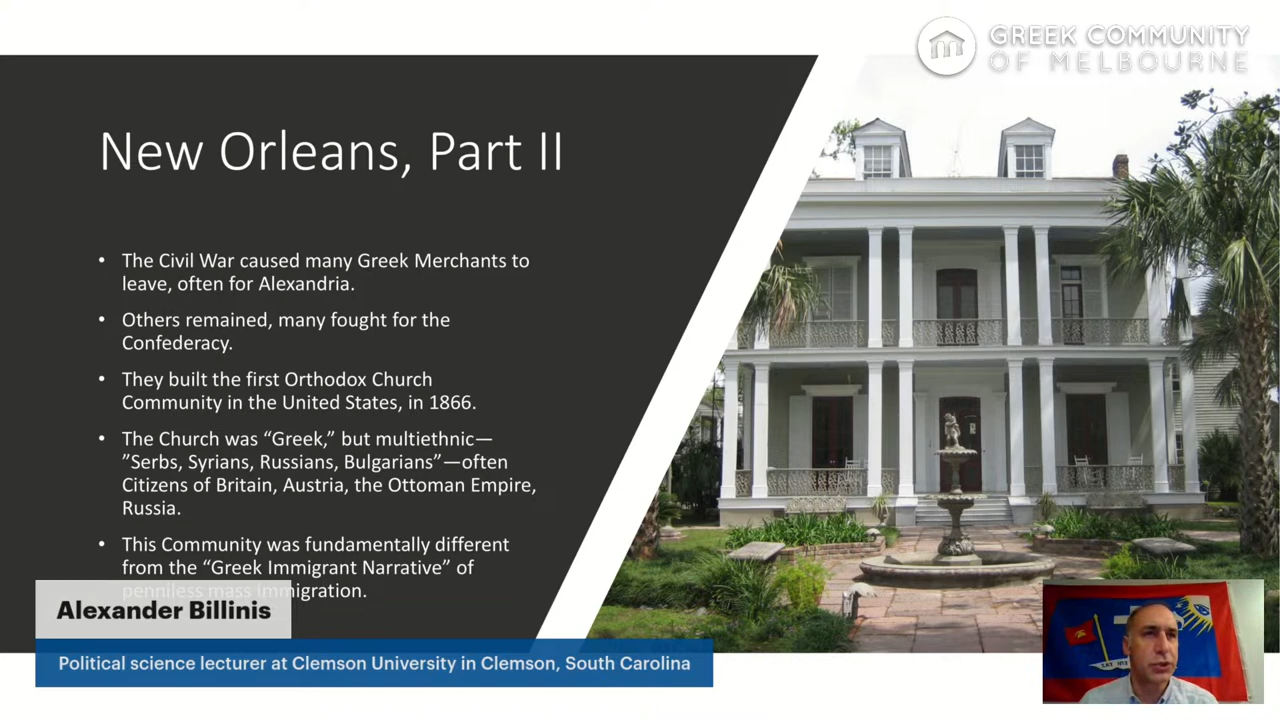 GREEK COMMUNITY
OF MELBOURNE
New Orleans, Part II
• The Civil War caused many Greek Merchants to
leave, often for Alexandria.
• Others remained, many fought for the
Confederacy.
• They built the first Orthodox Church
Community in the United States, in 1866.
• The Church was “Greek,” but multiethnic—
”Serbs, Syrians, Russians, Bulgarians”—often
Citizens of Britain, Austria, the Ottoman Empire,
Russia.
• This Community was fundamentally different
from the “Greek Immigrant Narrative” of
penniless mass Immigration.
Alexander Billinis
Political science lecturer at Clemson University in Clemson, South Carolina